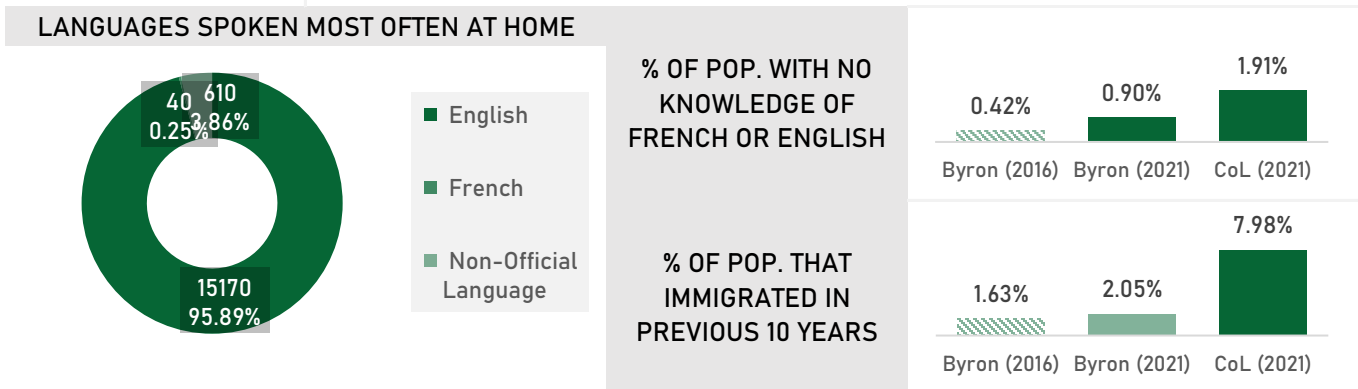 LANGUAGES SPOKEN MOST OFTEN AT HOME
40
0.25%
610
3.86%
15170
95.89%
English
French
Non-Official
Language
% OF POP. WITH NO
KNOWLEDGE OF
FRENCH OR ENGLISH
0.42%
0.90%
1.91%
Byron (2016) Byron (2021) CoL (2021)
% OF POP. THAT
IMMIGRATED IN
PREVIOUS 10 YEARS
1.63%
2.05%
7.98%
Byron (2016) Byron (2021) CoL (2021)